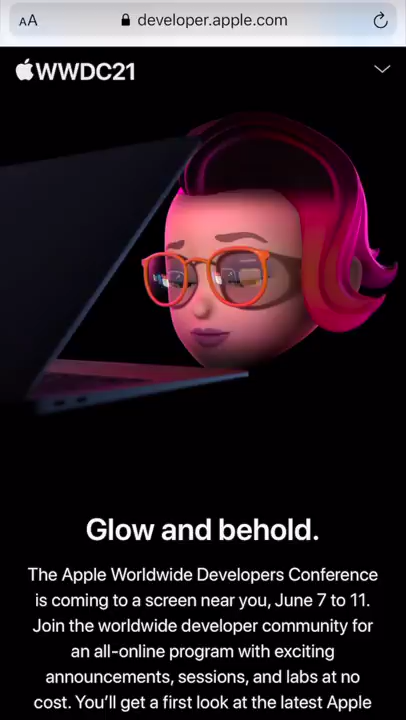 AA developer.apple.com
WWDC21
Glow and behold.
The Apple Worldwide Developers Conference
is coming to a screen near you, June 7 to 11.
Join the worldwide developer community for
an all-online program with exciting
announcements, sessions, and labs at no
cost. You’ll get a first look at the latest Apple